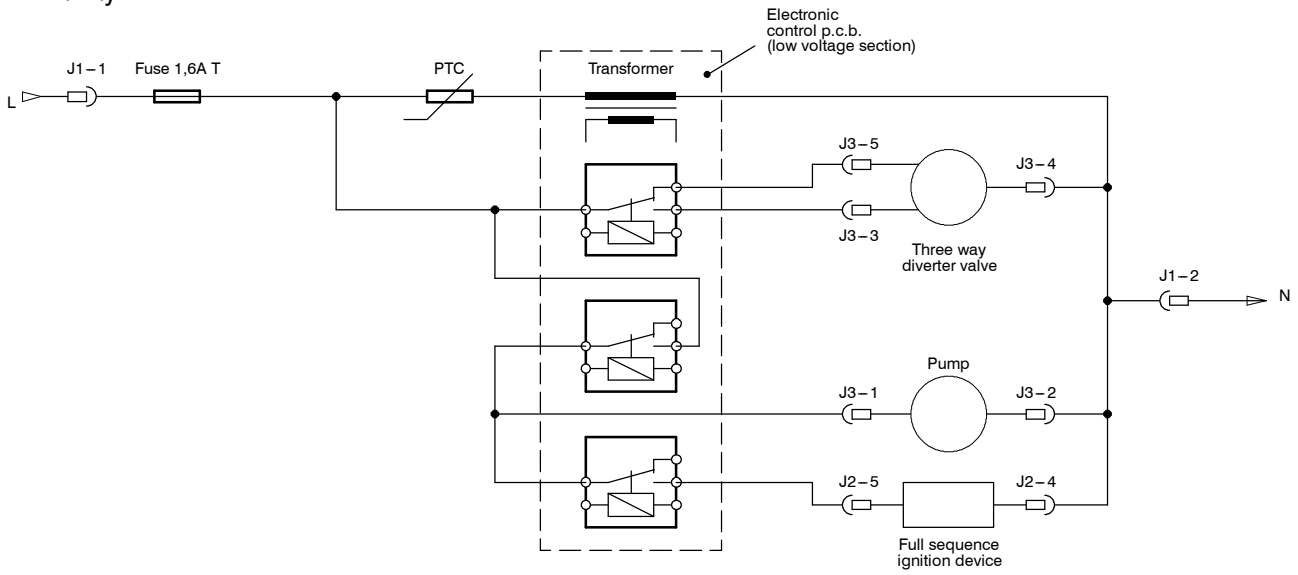 Electronic
control p.c.b.
(low voltage section)
J1–1
Fuse 1,6A T
PTC
Transformer
L
J3–5
J3–4
J3–3
Three way
diverter valve
J1–2
N
Pump
J3–1
J3–2
J2–5
J2–4
Full sequence
ignition device